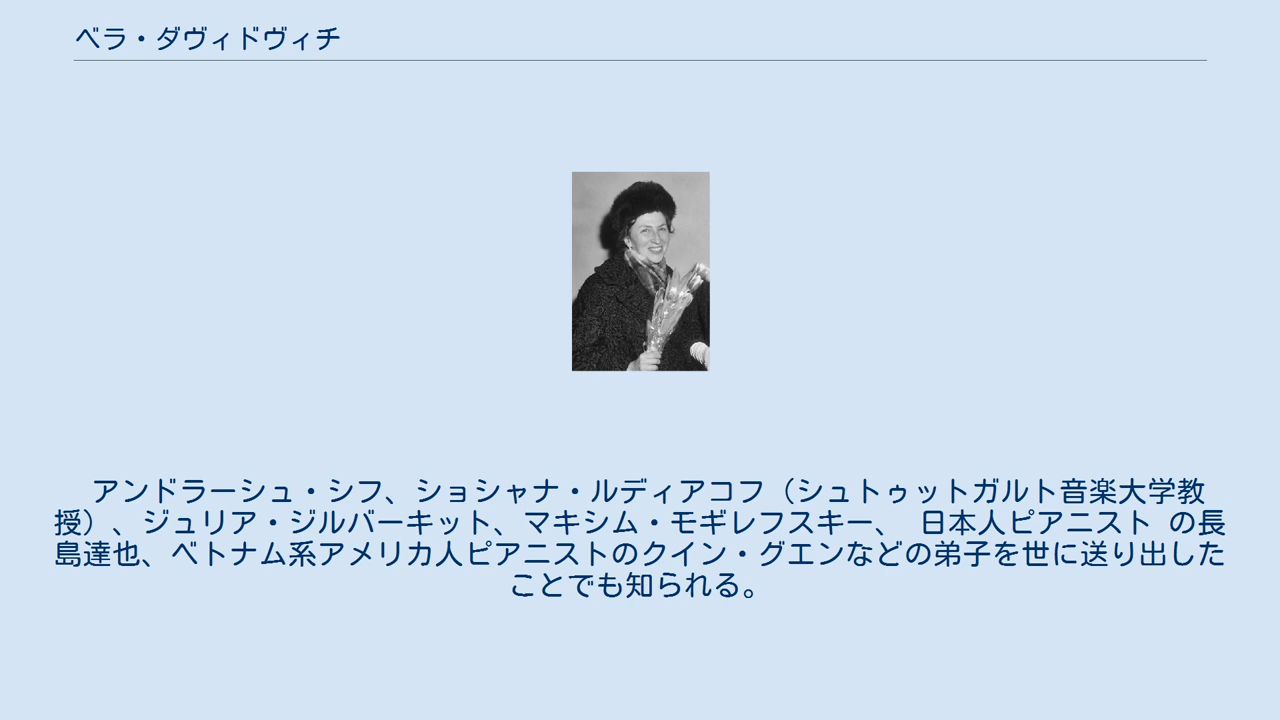 ベラ・ダヴィドヴィチ
アンドラーシュ・シフ、ショシャナ・ルディアコフ（シュトゥットガルト音楽大学教
授）、ジュリア・ジルバーキット、マキシム・モギレフスキー、 日本人ピアニスト の長
島達也、ベトナム系アメリカ人ピアニストのクイン・グエンなどの弟子を世に送り出した
ことでも知られる。